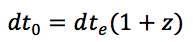 dt₀ = dtₑ(1 + z)